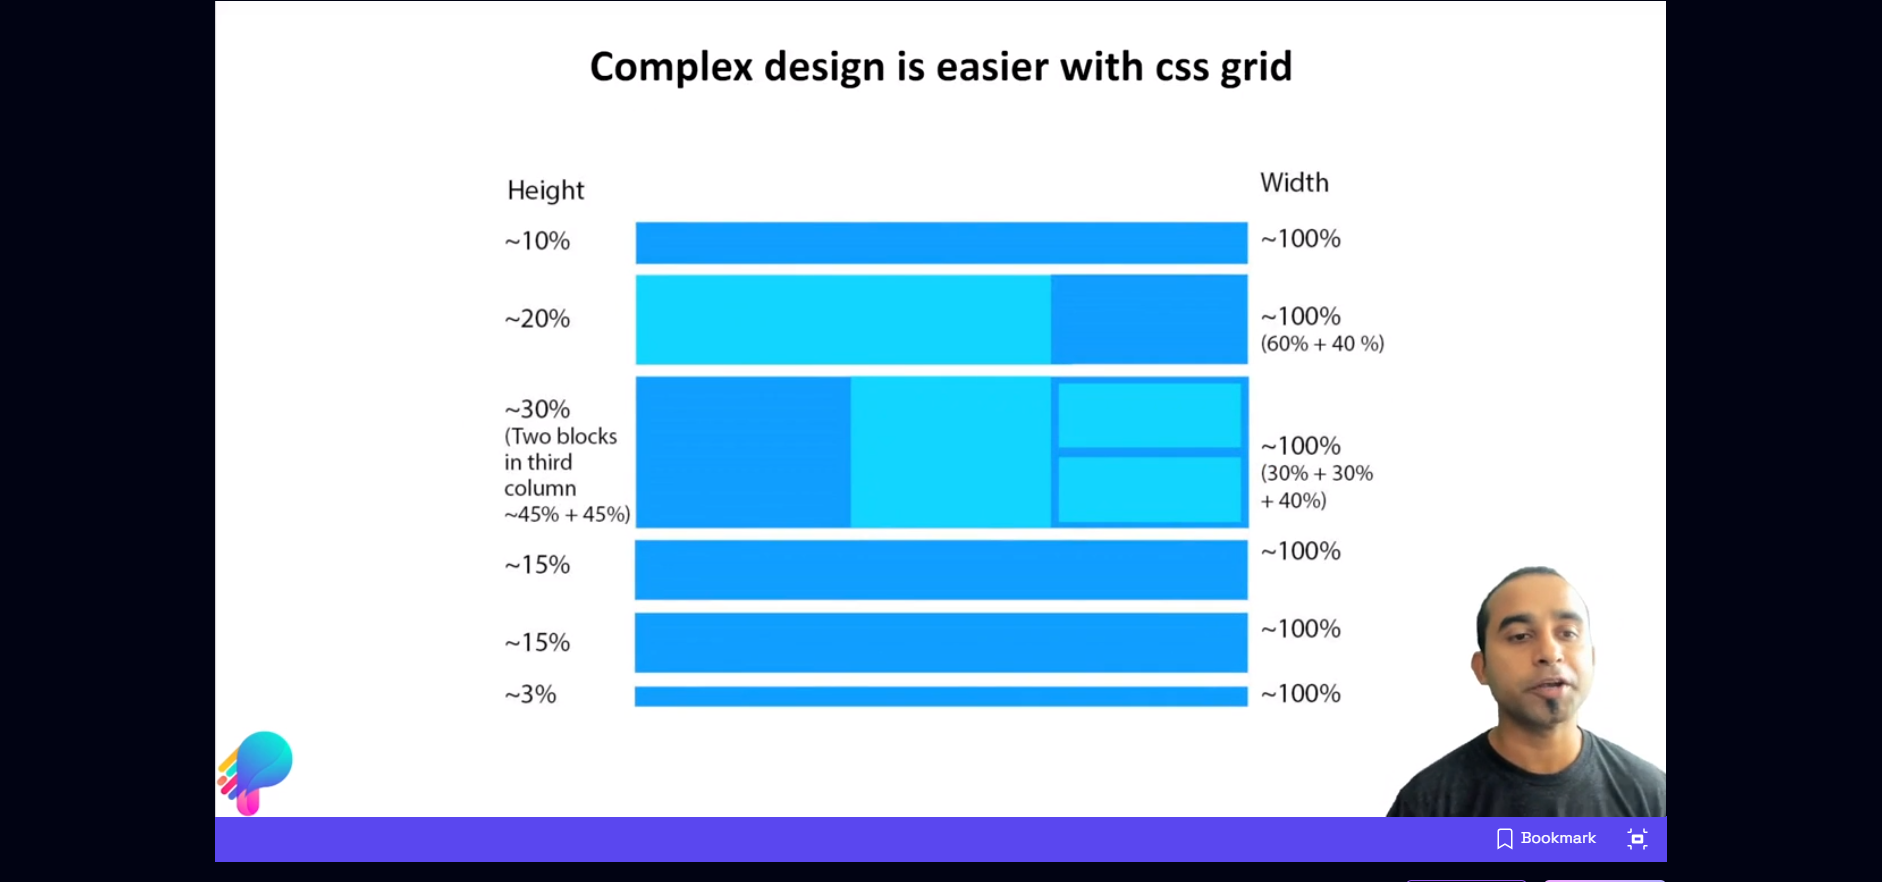 Complex design is easier with css grid
Height
Width
~10%
~100%
~20%
~100%
(60% + 40 %)
~30%
(Two blocks
in third
column
~45% + 45%)
~100%
(30% + 30%
+ 40%)
~15%
~100%
~15%
~100%
~3%
~100%
Bookmark